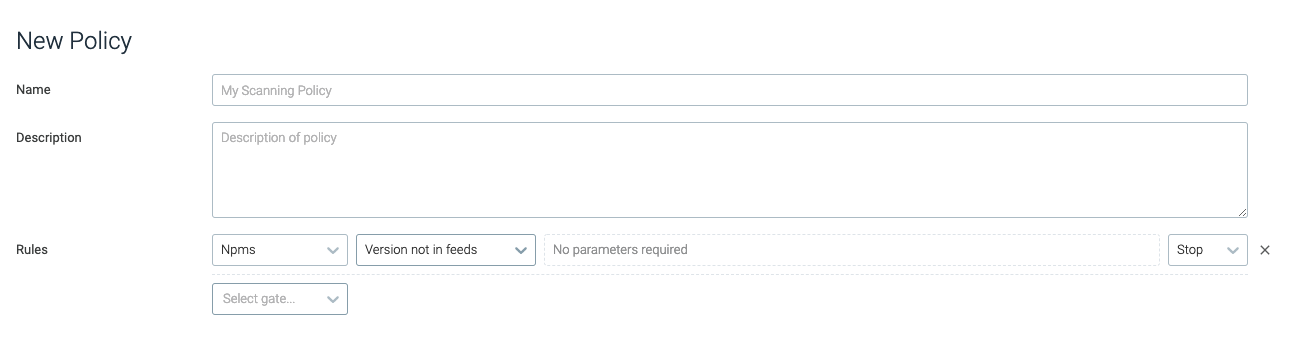 New Policy
Name
My Scanning Policy
Description
Description of policy
Rules
Npms
Version not in feeds
No parameters required
Stop
Select gate...